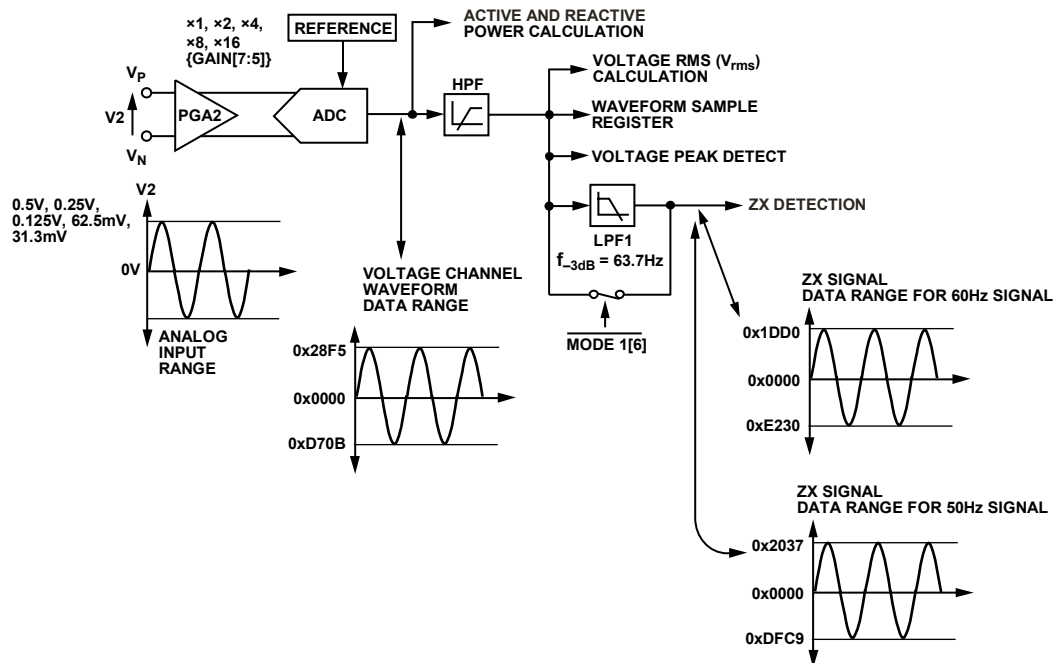 ×1, ×2, ×4,
×8, ×16
{GAIN[7:5]}
REFERENCE
ACTIVE AND REACTIVE
POWER CALCULATION
VP
V2
VN
PGA2
ADC
HPF
VOLTAGE RMS (Vrms)
CALCULATION
WAVEFORM SAMPLE
REGISTER
VOLTAGE PEAK DETECT
LPF1
f–3dB = 63.7Hz
ZX DETECTION
MODE 1[6]
V2
0.5V, 0.25V,
0.125V, 62.5mV,
31.3mV
0V
ANALOG
INPUT
RANGE
VOLTAGE CHANNEL
WAVEFORM
DATA RANGE
0x28F5
0x0000
0xD70B
ZX SIGNAL
DATA RANGE FOR 60Hz SIGNAL
0x1DD0
0x0000
0xE230
ZX SIGNAL
DATA RANGE FOR 50Hz SIGNAL
0x2037
0x0000
0xDFC9